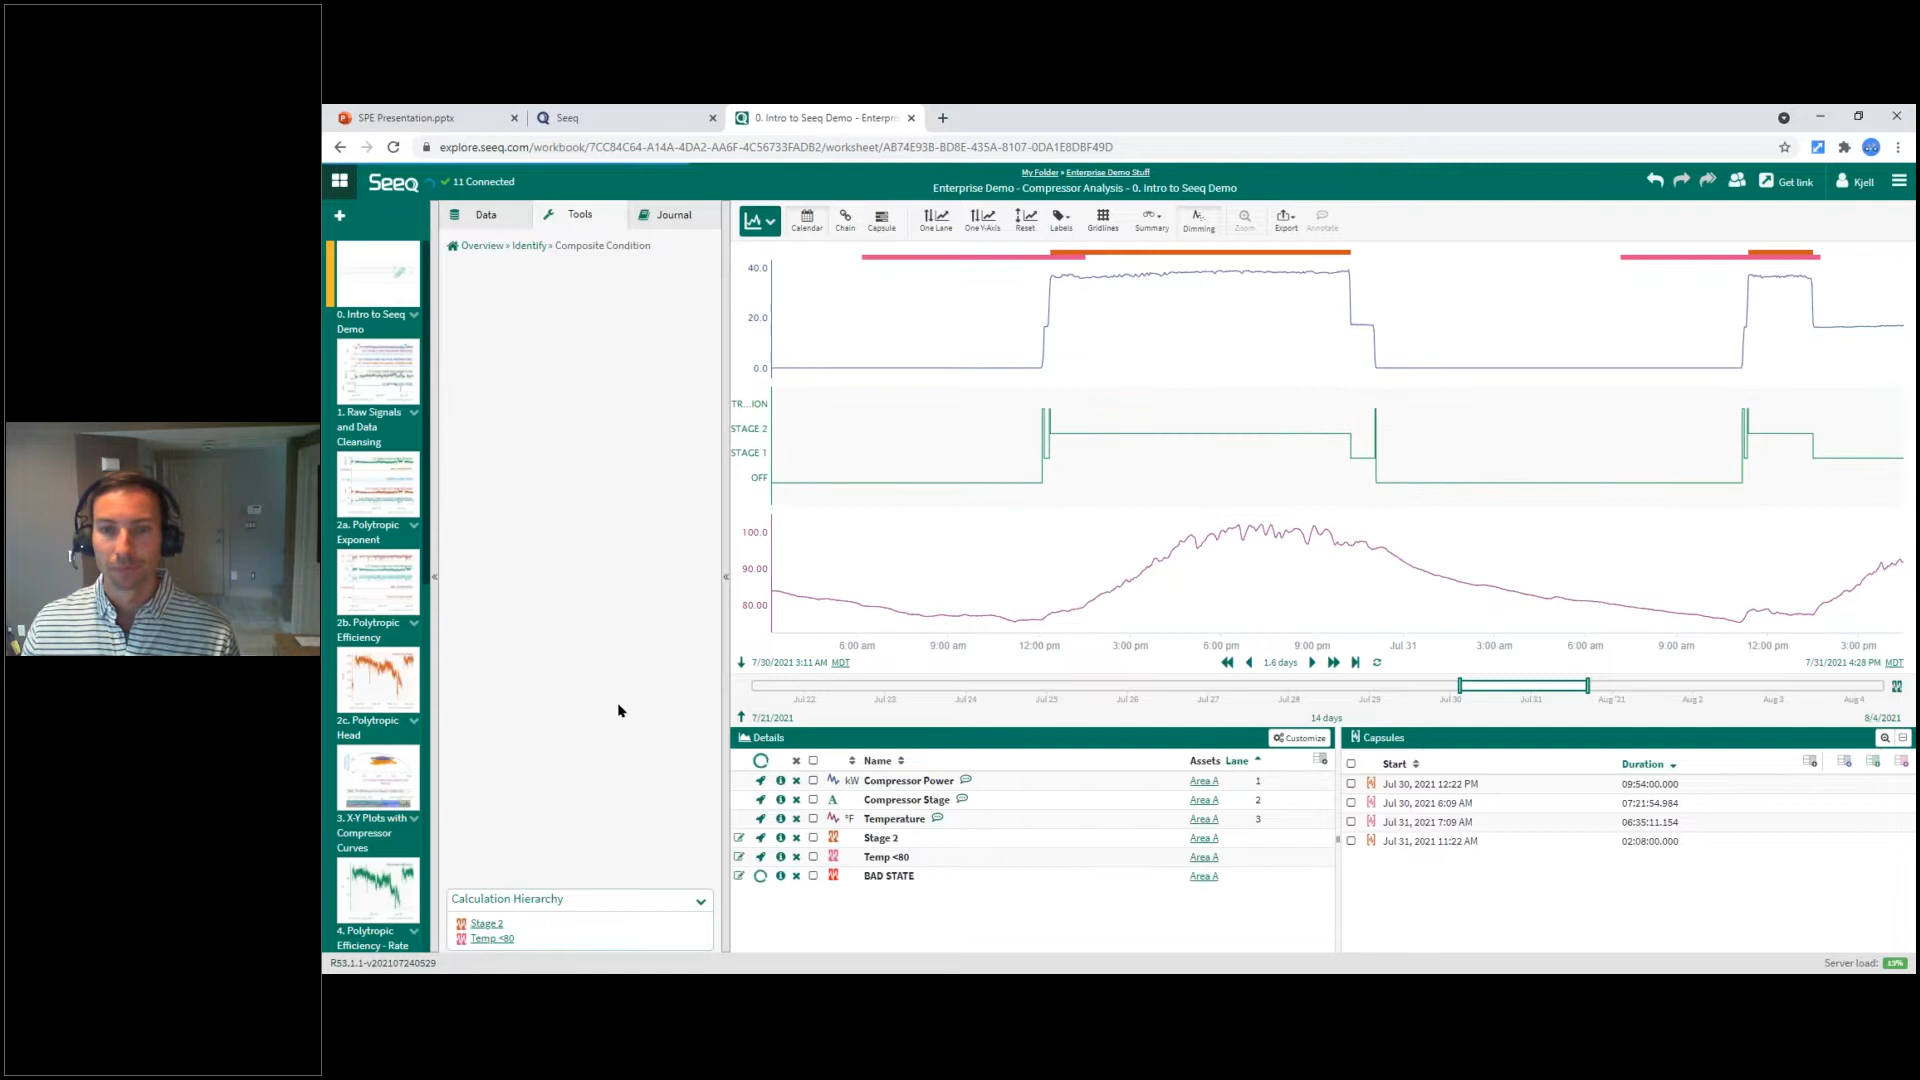 SPE Presentation.pptx
Seeq
0. Intro to Seeq Demo - Enterpri
explore.seeq.com/workbook/7CC84C64-A14A-4DA2-AA6F-4C56733FADB2/worksheet/AB74E93B-BD8E-435A-8107-0DA1E8DBF49D
Seeq
11 Connected
My Folder » Enterprise Demo Stuff
Enterprise Demo - Compressor Analysis - 0. Intro to Seeq Demo
Get link
Kjell
Data
Tools
Journal
Calendar
Chain
Capsule
One Lane
One Y-Axis
Reset
Labels
Gridlines
Summary
Dimming
Zoom
Export
Annotate
Overview » Identify » Composite Condition
0. Intro to Seeq
Demo
1. Raw Signals
and Data
Cleansing
2a. Polytropic
Exponent
2b. Polytropic
Efficiency
2c. Polytropic
Head
3. X-Y Plots with
Compressor
Curves
4. Polytropic
Efficiency - Rate
40.0
20.0
0.0
TR...ION
STAGE 2
STAGE 1
OFF
100.0
90.00
80.00
6:00 am
9:00 am
12:00 pm
3:00 pm
6:00 pm
9:00 pm
Jul 31
3:00 am
6:00 am
9:00 am
12:00 pm
3:00 pm
7/30/2021 3:11 AM MDT
1.6 days
7/31/2021 4:28 PM MDT
Jul 22
Jul 23
Jul 24
Jul 25
Jul 26
Jul 27
Jul 28
Jul 29
Jul 30
Jul 31
Aug '21
Aug 2
Aug 3
Aug 4
7/21/2021
14 days
8/4/2021
Details
Customize
Name
Assets
Lane
kW Compressor Power Area A 1
A Compressor Stage Area A 2
°F Temperature Area A 3
Stage 2 Area A
Temp <80 Area A
BAD STATE Area A
Capsules
Start
Duration
Jul 30, 2021 12:22 PM 09:54:00.000
Jul 30, 2021 6:09 AM 07:21:54.984
Jul 31, 2021 7:09 AM 06:35:11.154
Jul 31, 2021 11:22 AM 02:08:00.000
Calculation Hierarchy
Stage 2
Temp <80
R53.1.1-v202107240529
Server load: 13%